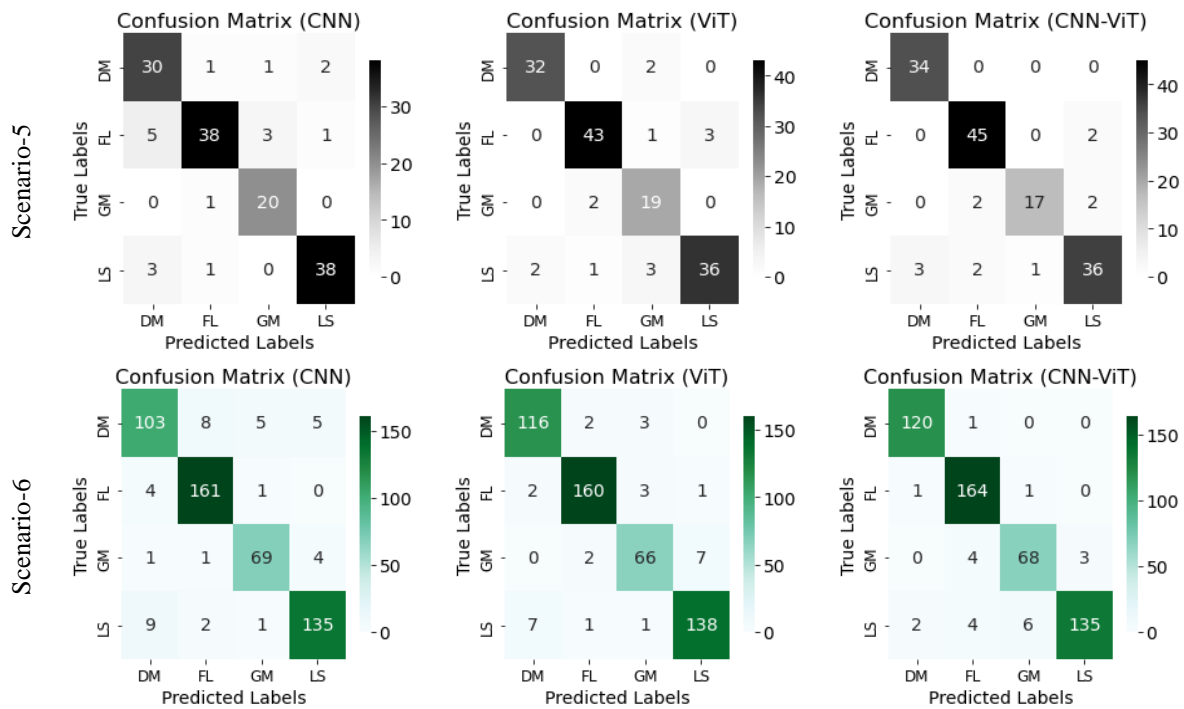 Scenario-5
Confusion Matrix (CNN)
True Labels
DM 30 1 1 2
FL 5 38 3 1
GM 0 1 20 0
LS 3 1 0 38
DM FL GM LS
Predicted Labels
30
20
10
0
Confusion Matrix (ViT)
True Labels
DM 32 0 2 0
FL 0 43 1 3
GM 0 2 19 0
LS 2 1 3 36
DM FL GM LS
Predicted Labels
40
30
20
10
0
Confusion Matrix (CNN-ViT)
True Labels
DM 34 0 0 0
FL 0 45 0 2
GM 0 2 17 2
LS 3 2 1 36
DM FL GM LS
Predicted Labels
40
30
20
10
0
Scenario-6
Confusion Matrix (CNN)
True Labels
DM 103 8 5 5
FL 4 161 1 0
GM 1 1 69 4
LS 9 2 1 135
DM FL GM LS
Predicted Labels
150
100
50
0
Confusion Matrix (ViT)
True Labels
DM 116 2 3 0
FL 2 160 3 1
GM 0 2 66 7
LS 7 1 1 138
DM FL GM LS
Predicted Labels
150
100
50
0
Confusion Matrix (CNN-ViT)
True Labels
DM 120 1 0 0
FL 1 164 1 0
GM 0 4 68 3
LS 2 4 6 135
DM FL GM LS
Predicted Labels
150
100
50
0